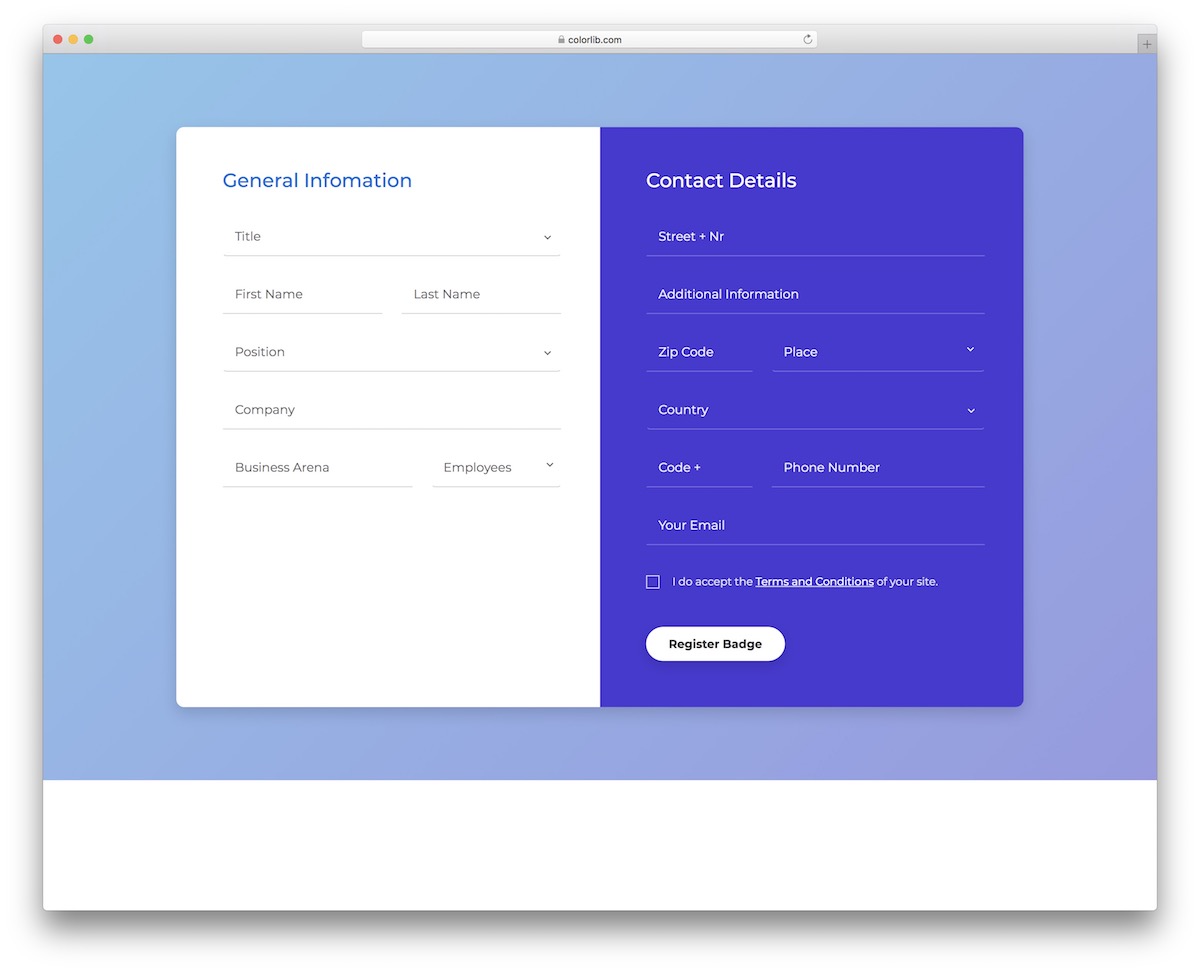 colorlib.com
General Infomation
Title
First Name Last Name
Position
Company
Business Arena Employees
Contact Details
Street + Nr
Additional Information
Zip Code Place
Country
Code + Phone Number
Your Email
I do accept the Terms and Conditions of your site.
Register Badge